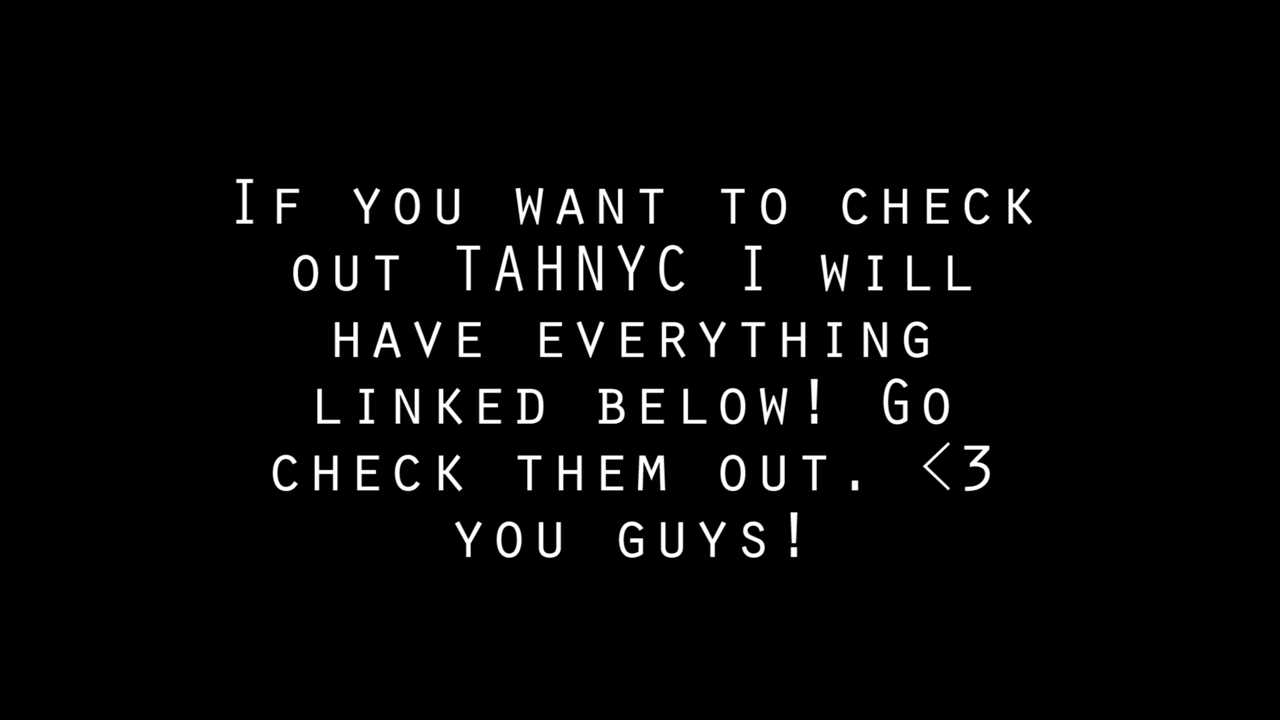 If you want to check
out TAHNYC I will
have everything
linked below! Go
check them out. <3
you guys!